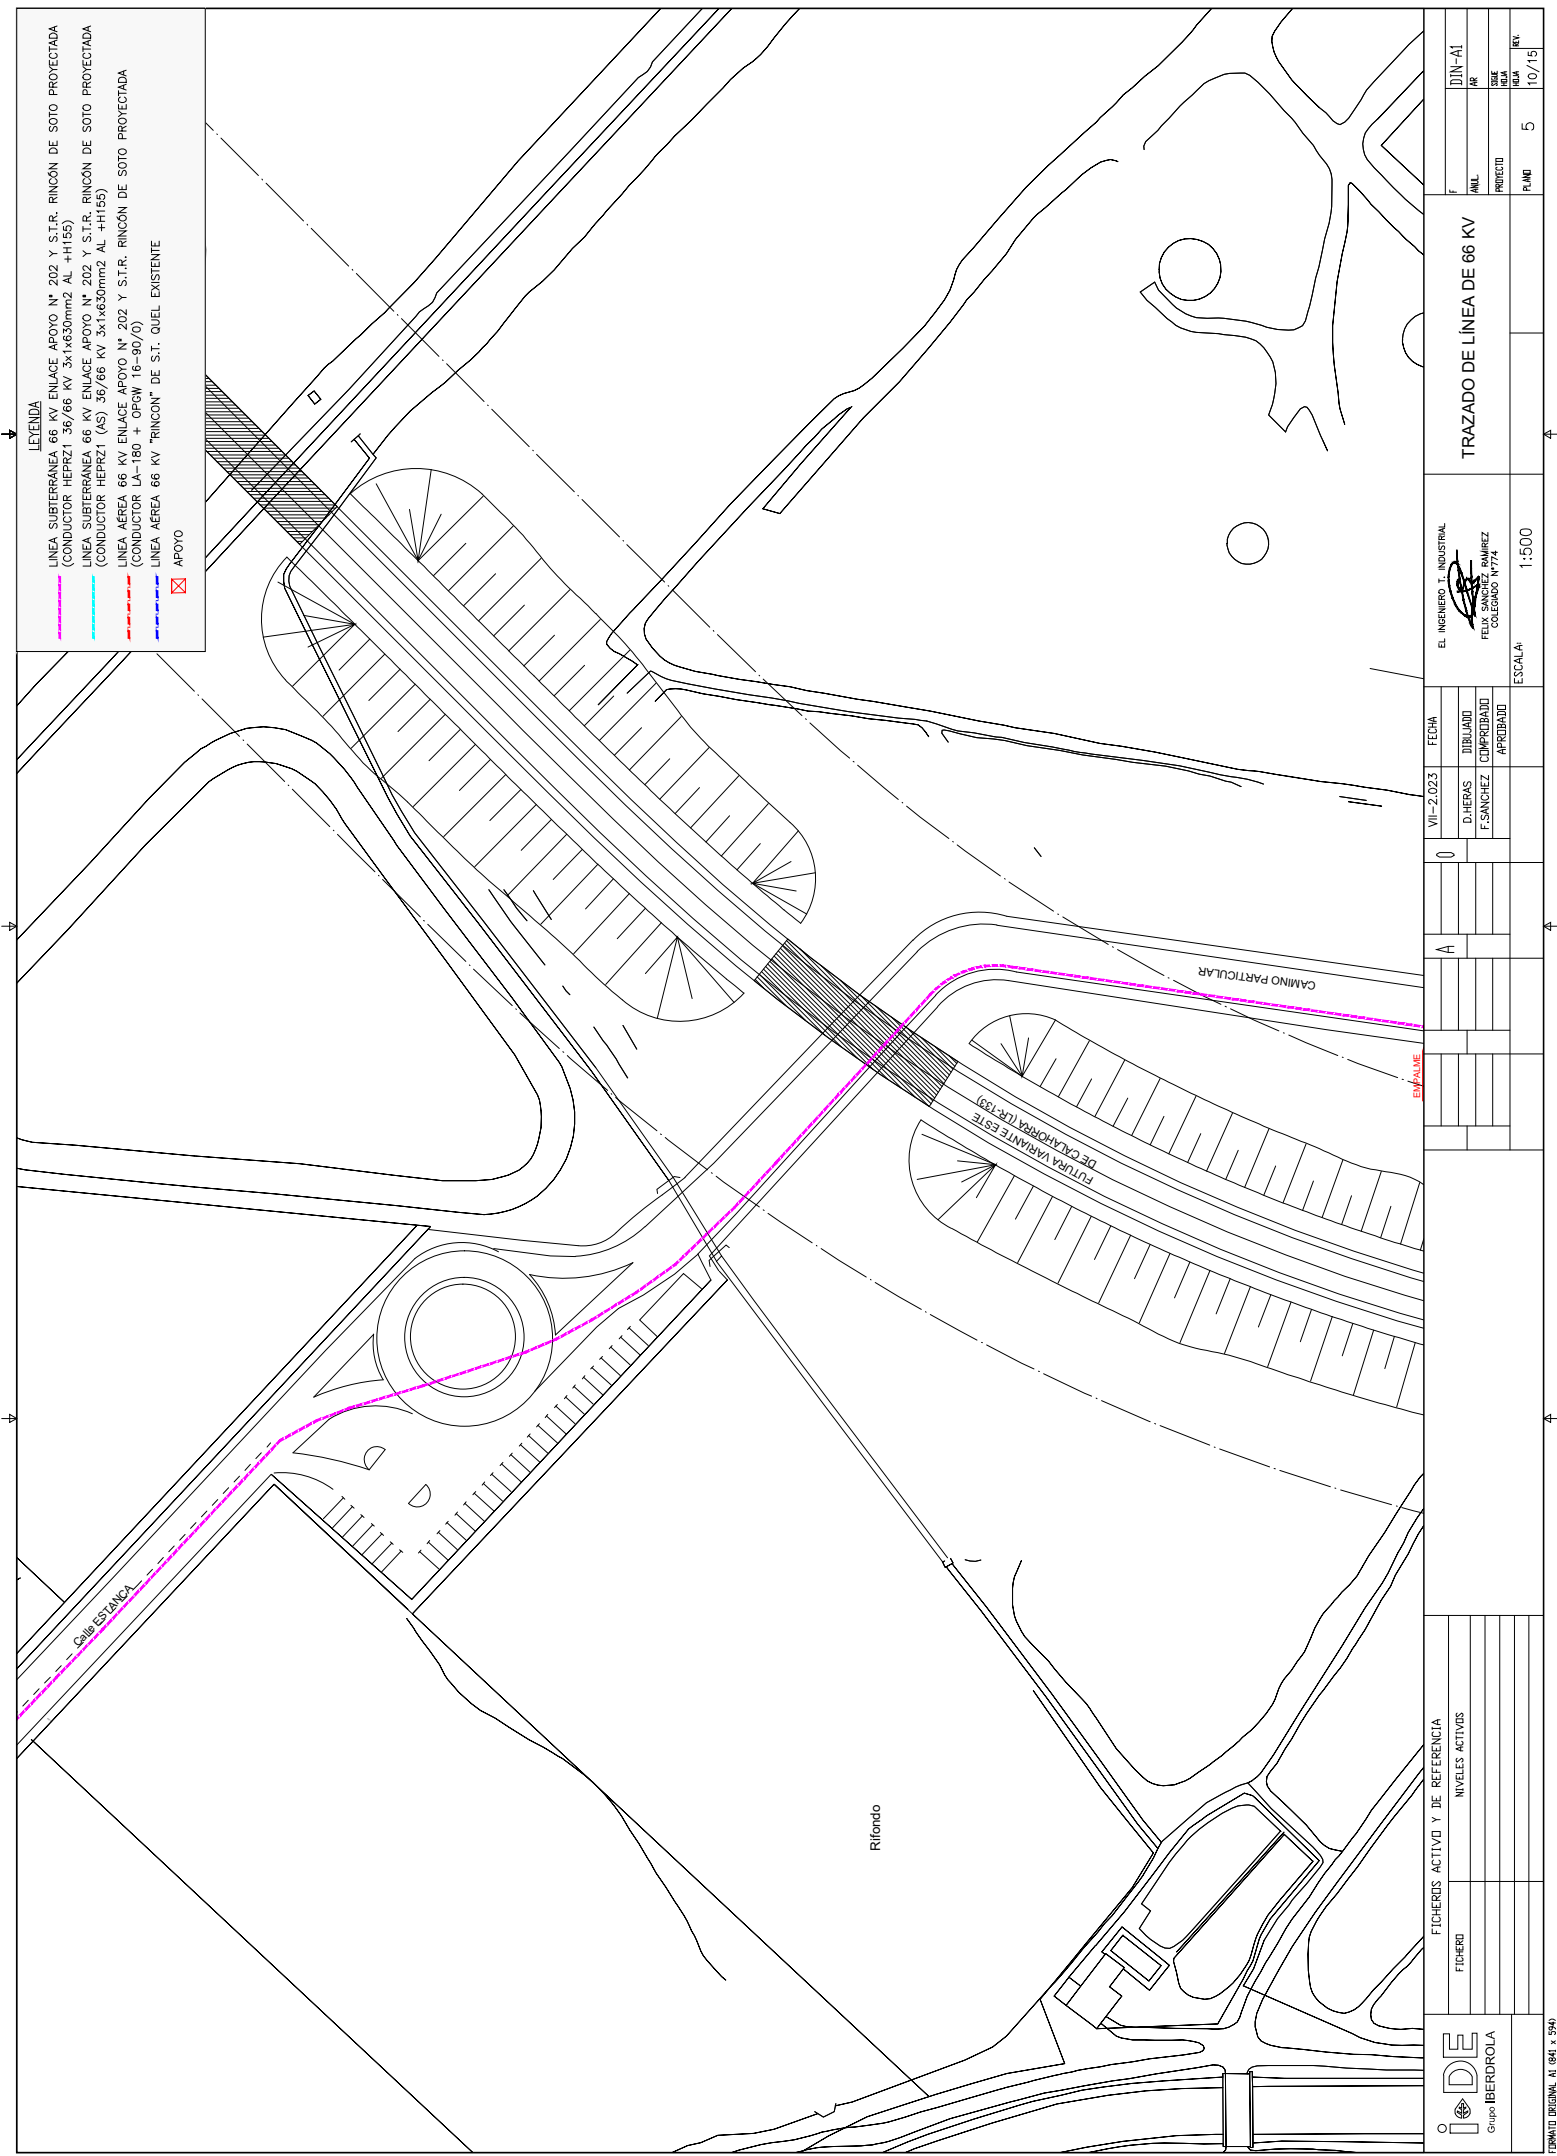 LEYENDA
LINEA SUBTERRÁNEA 66 KV ENLACE APOYO Nº 202 Y S.T.R. RINCÓN DE SOTO PROYECTADA
(CONDUCTOR HEPRZ1 36/66 KV 3x1x630mm2 AL +H155)
LINEA SUBTERRÁNEA 66 KV ENLACE APOYO Nº 202 Y S.T.R. RINCÓN DE SOTO PROYECTADA
(CONDUCTOR HEPRZ1 (AS) 36/66 KV 3x1x630mm2 AL +H155)
LINEA AÉREA 66 KV ENLACE APOYO Nº 202 Y S.T.R. RINCÓN DE SOTO PROYECTADA
(CONDUCTOR LA-180 + OPGW 16-90/0)
LINEA AÉREA 66 KV "RINCON" DE S.T. QUEL EXISTENTE
APOYO
Calle ESTANCA
Rifondo
FUTURA VARIANTE ESTE
DE CALAHORRA (LR-133)
CAMINO PARTICULAR
EMPALME
i-DE
Grupo IBERDROLA
FICHEROS ACTIVO Y DE REFERENCIA
FICHERO
NIVELES ACTIVOS
A
0
VII-2.023
FECHA
D.HERAS
DIBUJADO
F.SANCHEZ
COMPROBADO
APROBADO
EL INGENIERO T. INDUSTRIAL
FELIX SANCHEZ RAMIREZ
COLEGIADO Nº774
ESCALA:
1:500
TRAZADO DE LÍNEA DE 66 KV
F
DIN-A1
ANUL.
AR
PROYECTO
SIGUE
HOJA
PLANO
5
HOJA
10/15
REV.
FORMATO ORIGINAL A1 (841 x 594)